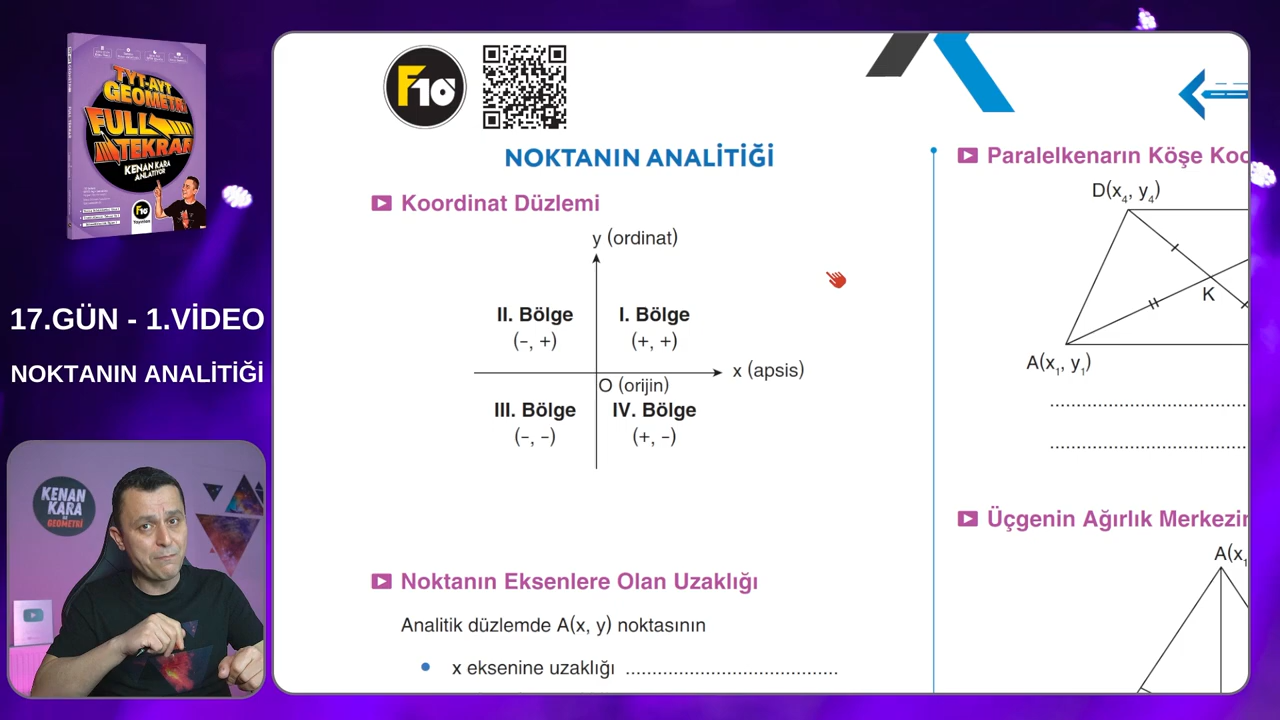 TYT-AYT
GEOMETRİ
FULL
TEKRAR
KENAN KARA
ANLATIYOR
F10
17.GÜN - 1.VİDEO
NOKTANIN ANALİTİĞİ
KENAN
KARA
GEOMETRİ
F10
NOKTANIN ANALİTİĞİ
Koordinat Düzlemi
y (ordinat)
II. Bölge
(–, +)
I. Bölge
(+, +)
x (apsis)
O (orijin)
III. Bölge
(–, –)
IV. Bölge
(+, –)
Noktanın Eksenlere Olan Uzaklığı
Analitik düzlemde A(x, y) noktasının
• x eksenine uzaklığı ......................................
Paralelkenarın Köşe Koo
D(x₄, y₄)
K
A(x₁, y₁)
.....................................
.....................................
Üçgenin Ağırlık Merkezin
A(x₁